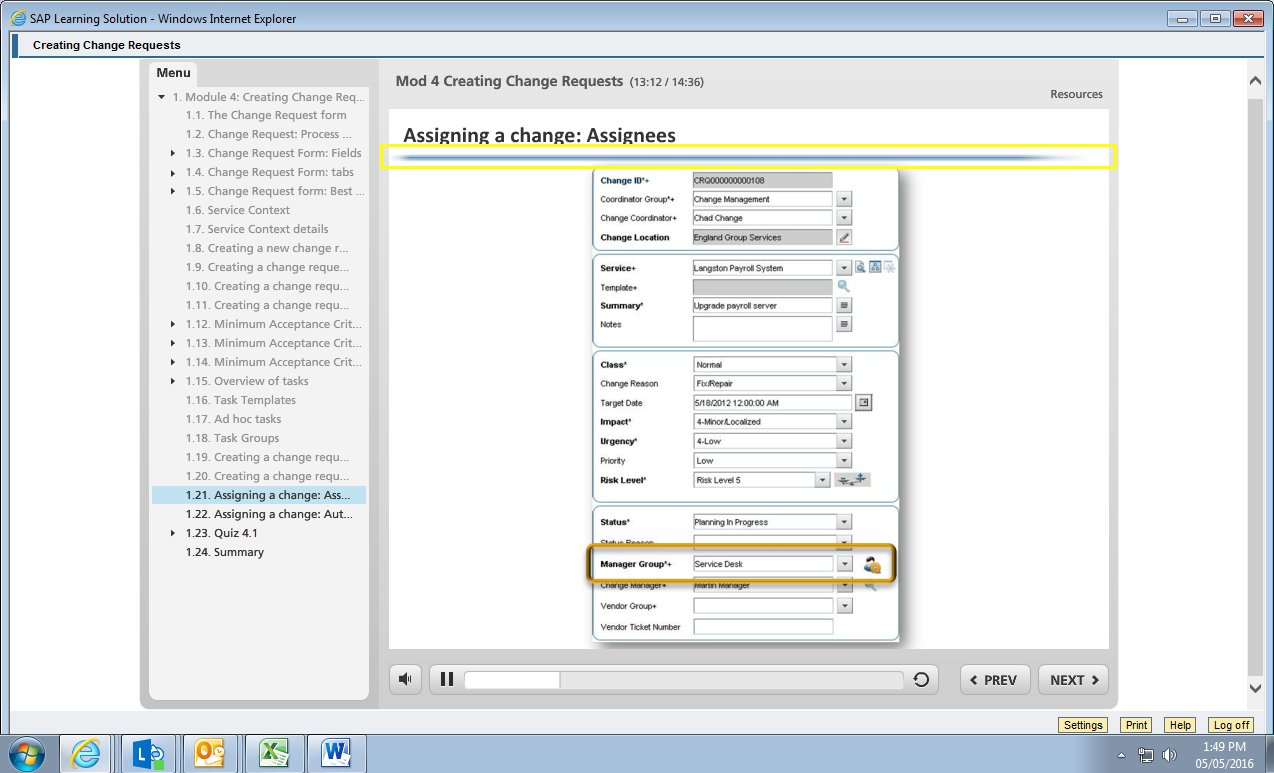 SAP Learning Solution - Windows Internet Explorer
Creating Change Requests
Menu
1. Module 4: Creating Change Req...
1.1. The Change Request form
1.2. Change Request: Process ...
1.3. Change Request Form: Fields
1.4. Change Request Form: tabs
1.5. Change Request form: Best ...
1.6. Service Context
1.7. Service Context details
1.8. Creating a new change r...
1.9. Creating a change reque...
1.10. Creating a change requ...
1.11. Creating a change requ...
1.12. Minimum Acceptance Crit...
1.13. Minimum Acceptance Crit...
1.14. Minimum Acceptance Crit...
1.15. Overview of tasks
1.16. Task Templates
1.17. Ad hoc tasks
1.18. Task Groups
1.19. Creating a change requ...
1.20. Creating a change requ...
1.21. Assigning a change: Ass...
1.22. Assigning a change: Aut...
1.23. Quiz 4.1
1.24. Summary
Mod 4 Creating Change Requests (13:12 / 14:36)
Resources
Assigning a change: Assignees
Change ID*+ CRQ000000000108
Coordinator Group*+ Change Management
Change Coordinator+ Chad Change
Change Location England Group Services
Service+ Langston Payroll System
Template+
Summary* Upgrade payroll server
Notes
Class* Normal
Change Reason Fix/Repair
Target Date 5/18/2012 12:00:00 AM
Impact* 4-Minor/Localized
Urgency* 4-Low
Priority Low
Risk Level* Risk Level 5
Status* Planning In Progress
Status Reason
Manager Group*+ Service Desk
Change Manager+ Martin Manager
Vendor Group+
Vendor Ticket Number
PREV NEXT
Settings Print Help Log off
1:49 PM
05/05/2016